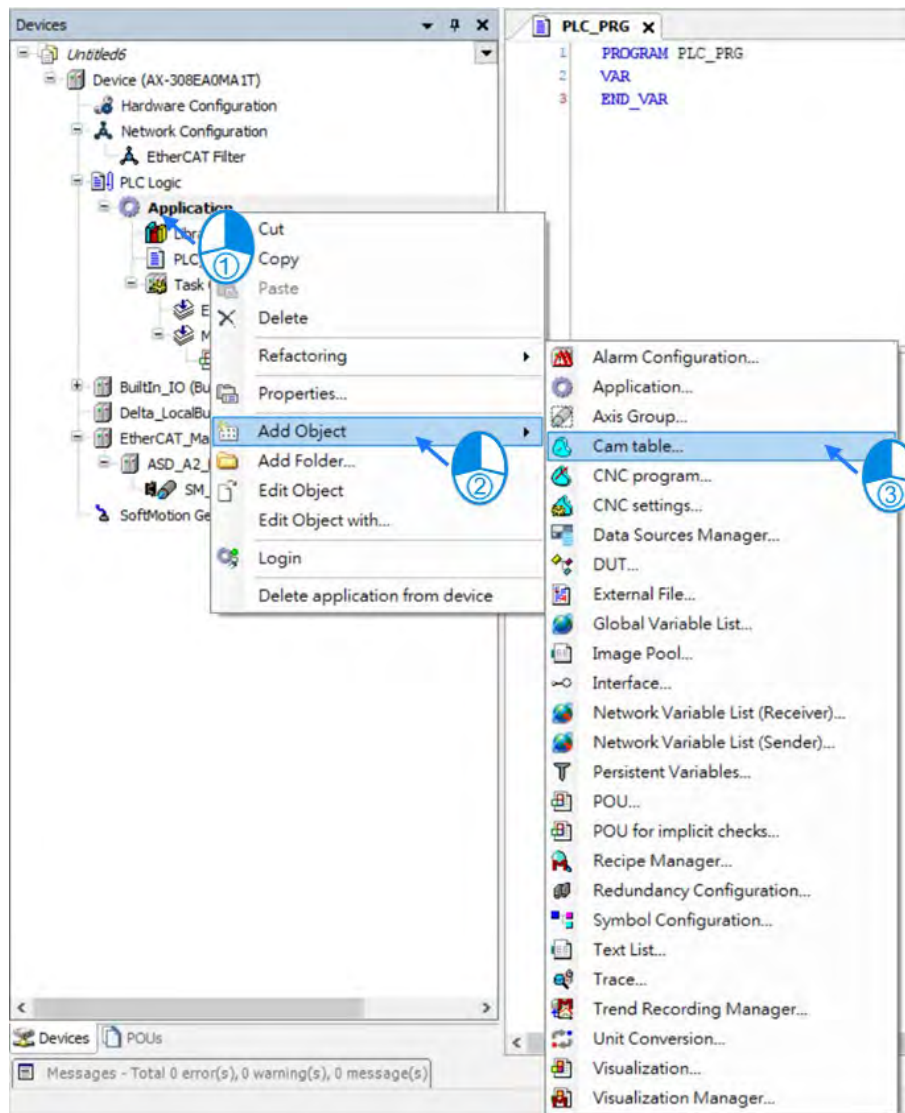 Devices
Untitled6
Device (AX-308EA0MA1T)
Hardware Configuration
Network Configuration
EtherCAT Filter
PLC Logic
Application
Libra
PLC_
Task
E
M
BuiltIn_IO (Bu
Delta_LocalBu
EtherCAT_Ma
ASD_A2_
SM_
SoftMotion Ge
Devices
POUs
Messages - Total 0 error(s), 0 warning(s), 0 message(s)
PLC_PRG
1 PROGRAM PLC_PRG
2 VAR
3 END_VAR
①
Cut
Copy
Paste
Delete
Refactoring
Properties...
Add Object
②
Add Folder...
Edit Object
Edit Object with...
Login
Delete application from device
Alarm Configuration...
Application...
Axis Group...
Cam table...
③
CNC program...
CNC settings...
Data Sources Manager...
DUT...
External File...
Global Variable List...
Image Pool...
Interface...
Network Variable List (Receiver)...
Network Variable List (Sender)...
Persistent Variables...
POU...
POU for implicit checks...
Recipe Manager...
Redundancy Configuration...
Symbol Configuration...
Text List...
Trace...
Trend Recording Manager...
Unit Conversion...
Visualization...
Visualization Manager...